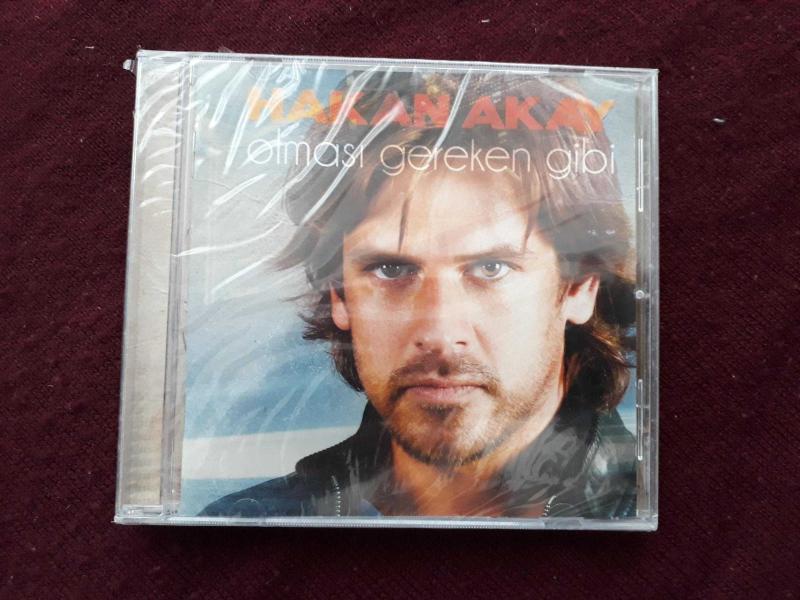 HAKAN AKAY
olması gereken gibi